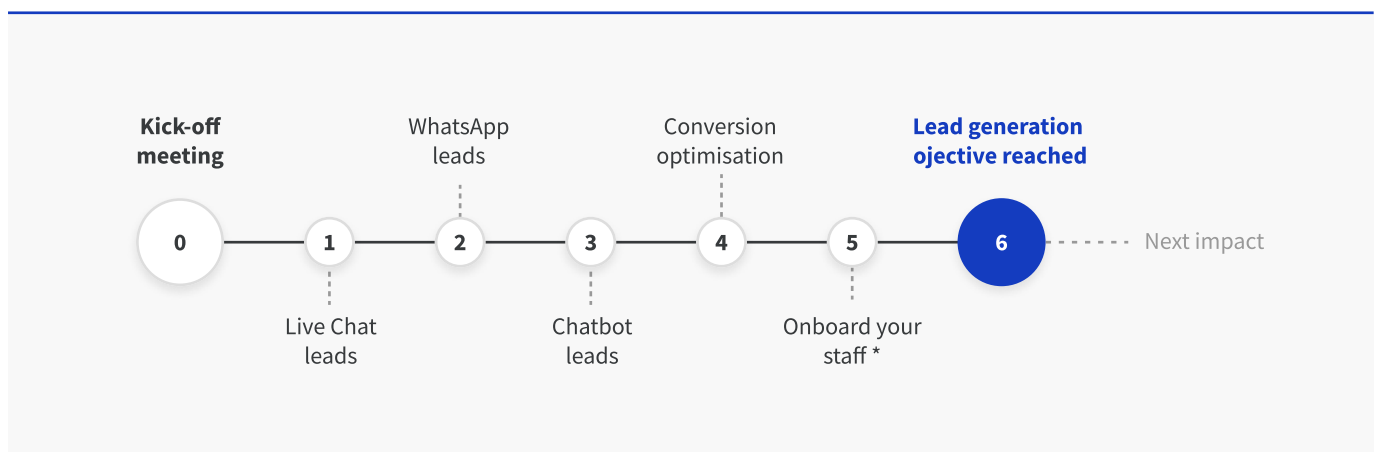 Kick-off
meeting
WhatsApp
leads
Conversion
optimisation
Lead generation
ojective reached
0
1
2
3
4
5
6
Next impact
Live Chat
leads
Chatbot
leads
Onboard your
staff *